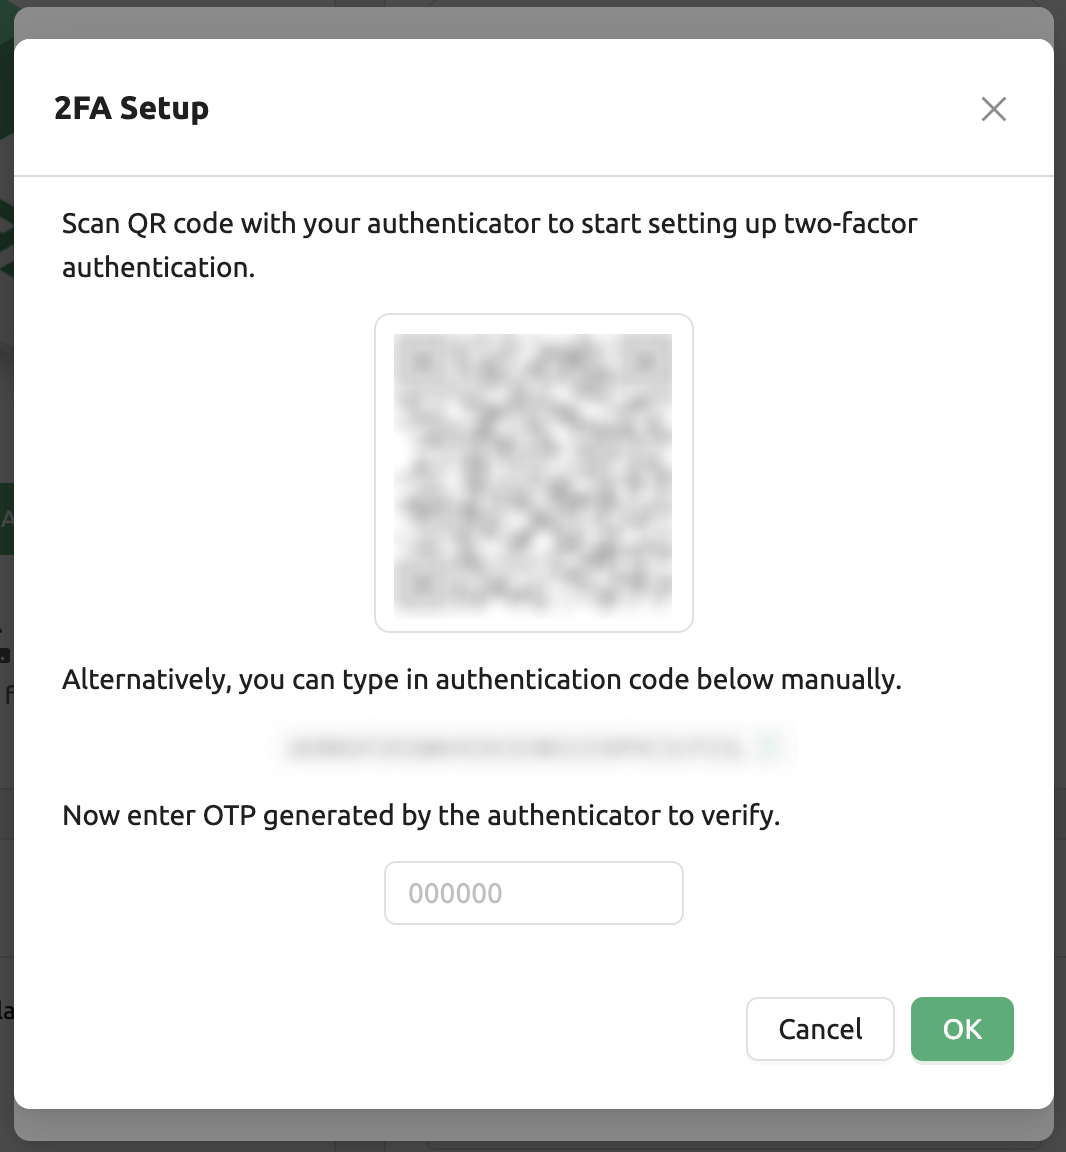 2FA Setup
Scan QR code with your authenticator to start setting up two-factor
authentication.
Alternatively, you can type in authentication code below manually.
Now enter OTP generated by the authenticator to verify.
000000
Cancel
OK